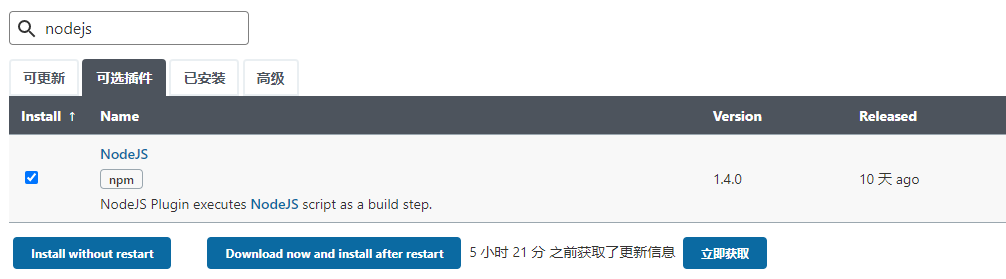 nodejs
可更新 可选插件 已安装 高级
Install ↑ Name Version Released
NodeJS
npm 1.4.0 10 天 ago
NodeJS Plugin executes NodeJS script as a build step.
Install without restart Download now and install after restart 5 小时 21 分 之前获取了更新信息 立即获取